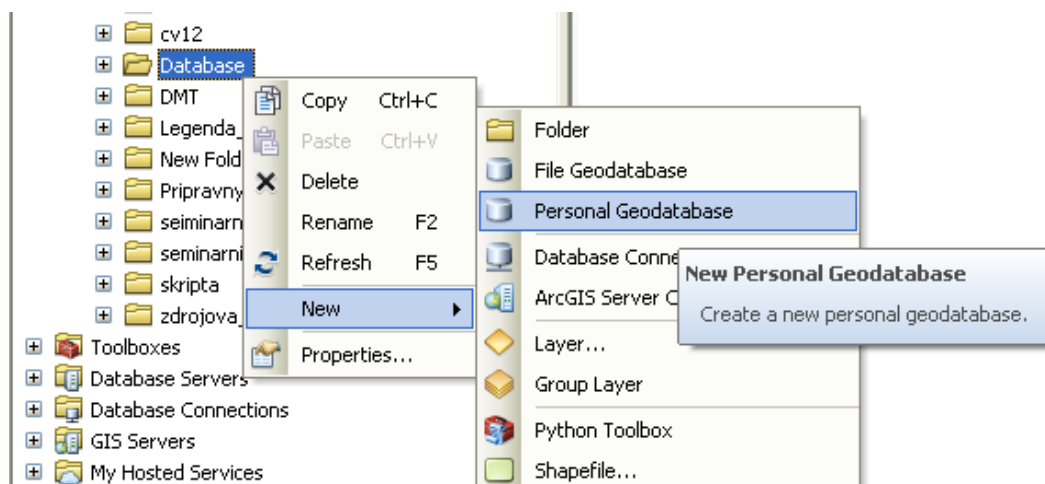 cv12
Database
DMT
Legenda_
New Fold
Pripravny
seiminarn
seminarni
skripta
zdrojova_
Toolboxes
Database Servers
Database Connections
GIS Servers
My Hosted Services
Copy Ctrl+C
Paste Ctrl+V
Delete
Rename F2
Refresh F5
New
Properties...
Folder
File Geodatabase
Personal Geodatabase
Database Conne
ArcGIS Server C
Layer...
Group Layer
Python Toolbox
Shapefile...
New Personal Geodatabase
Create a new personal geodatabase.